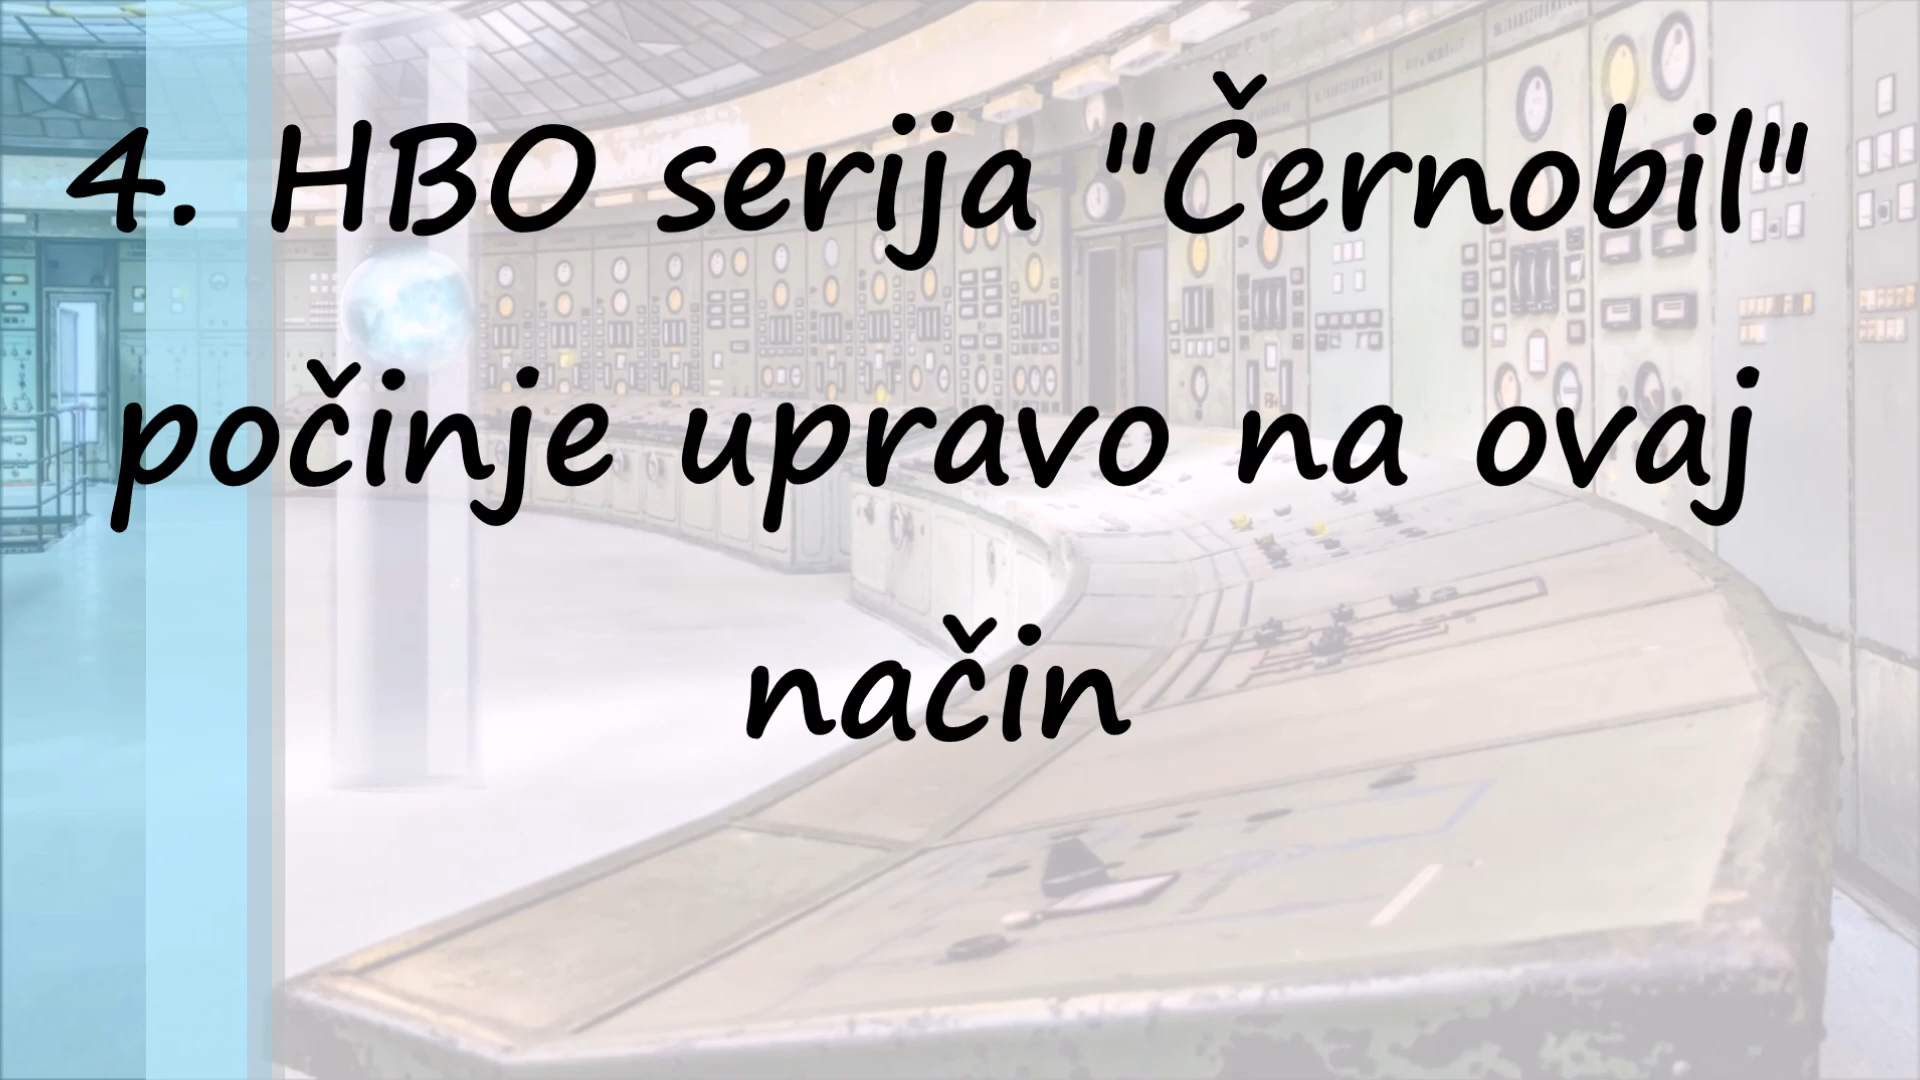 4. HBO serija "Černobil"
počinje upravo na ovaj
način